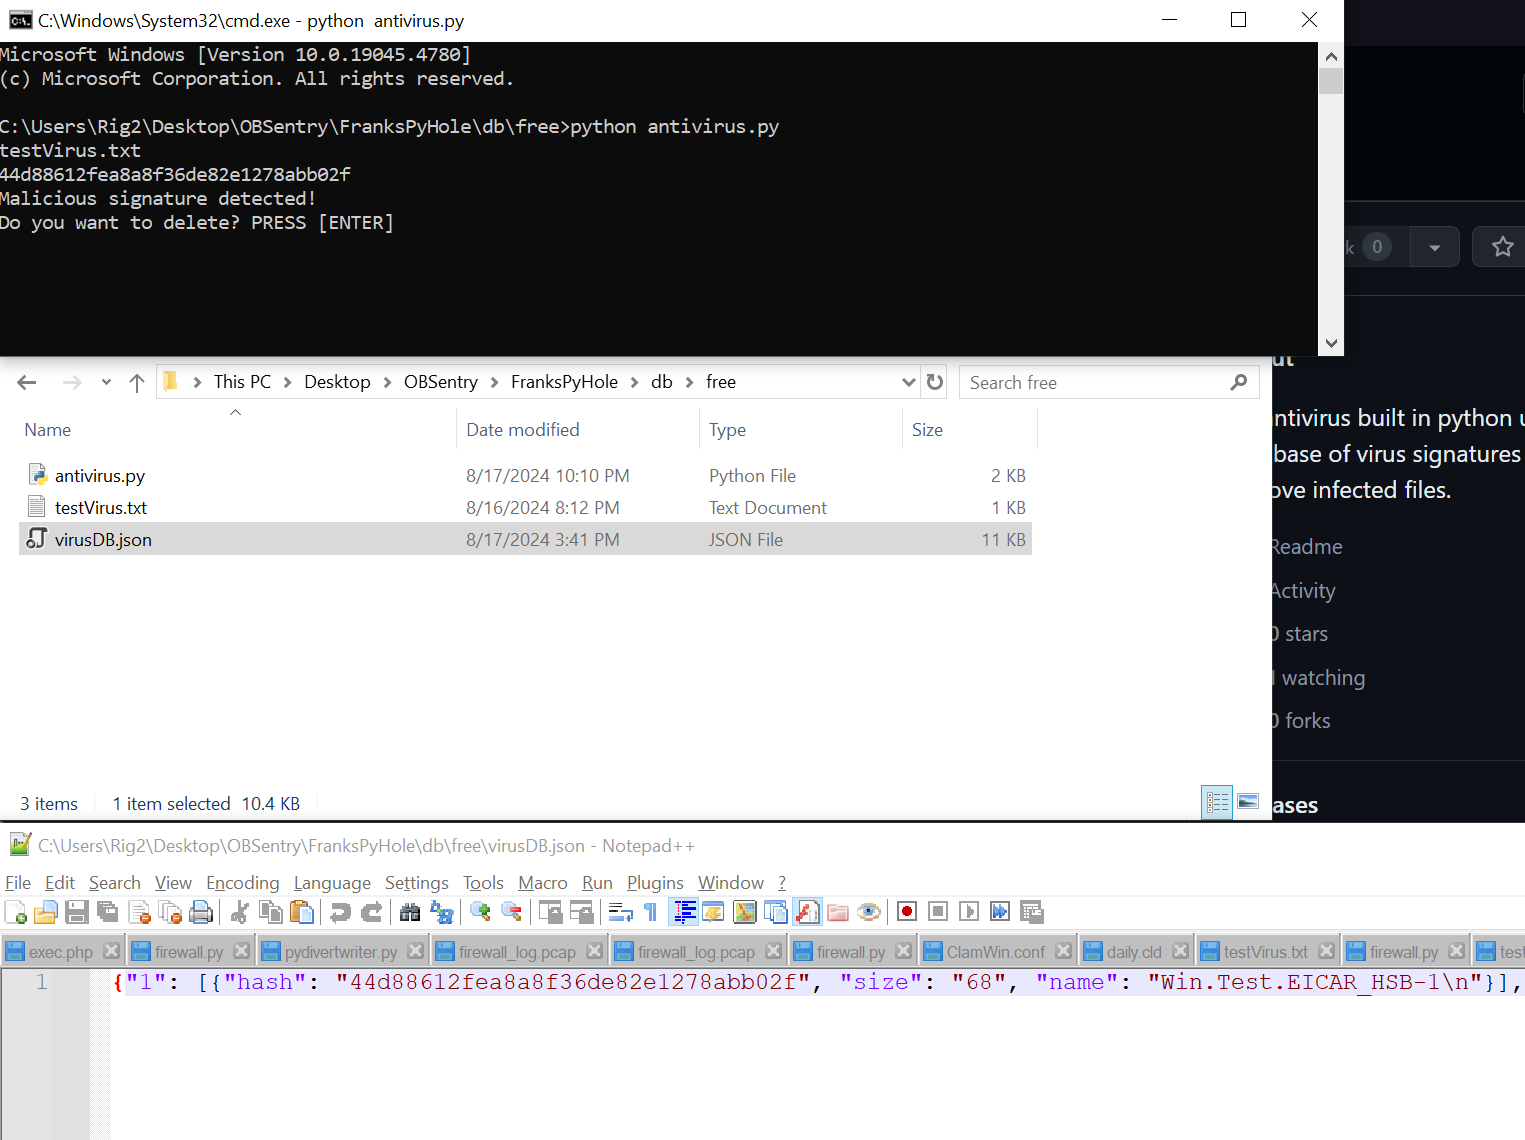 C:\Windows\System32\cmd.exe - python  antivirus.py
Microsoft Windows [Version 10.0.19045.4780]
(c) Microsoft Corporation. All rights reserved.
C:\Users\Rig2\Desktop\OBSentry\FranksPyHole\db\free>python antivirus.py
testVirus.txt
44d88612fea8a8f36de82e1278abb02f
Malicious signature detected!
Do you want to delete? PRESS [ENTER]
k 0
This PC Desktop OBSentry FranksPyHole db free Search free
Name Date modified Type Size
antivirus.py 8/17/2024 10:10 PM Python File 2 KB
testVirus.txt 8/16/2024 8:12 PM Text Document 1 KB
virusDB.json 8/17/2024 3:41 PM JSON File 11 KB
3 items 1 item selected 10.4 KB
ut
ntivirus built in python u
base of virus signatures
ove infected files.
Readme
Activity
0 stars
1 watching
0 forks
ases
C:\Users\Rig2\Desktop\OBSentry\FranksPyHole\db\free\virusDB.json - Notepad++
File Edit Search View Encoding Language Settings Tools Macro Run Plugins Window ?
exec.php firewall.py pydivertwriter.py firewall_log.pcap firewall_log.pcap firewall.py ClamWin.conf daily.cld testVirus.txt firewall.py test
1 {"1": [{"hash": "44d88612fea8a8f36de82e1278abb02f", "size": "68", "name": "Win.Test.EICAR_HSB-1\n"}],